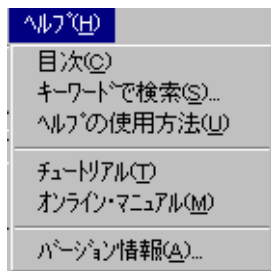 ヘルプ(H)
目次(C)
キーワードで検索(S)...
ヘルプの使用方法(U)
チュートリアル(T)
オンライン・マニュアル(M)
バージョン情報(A)...